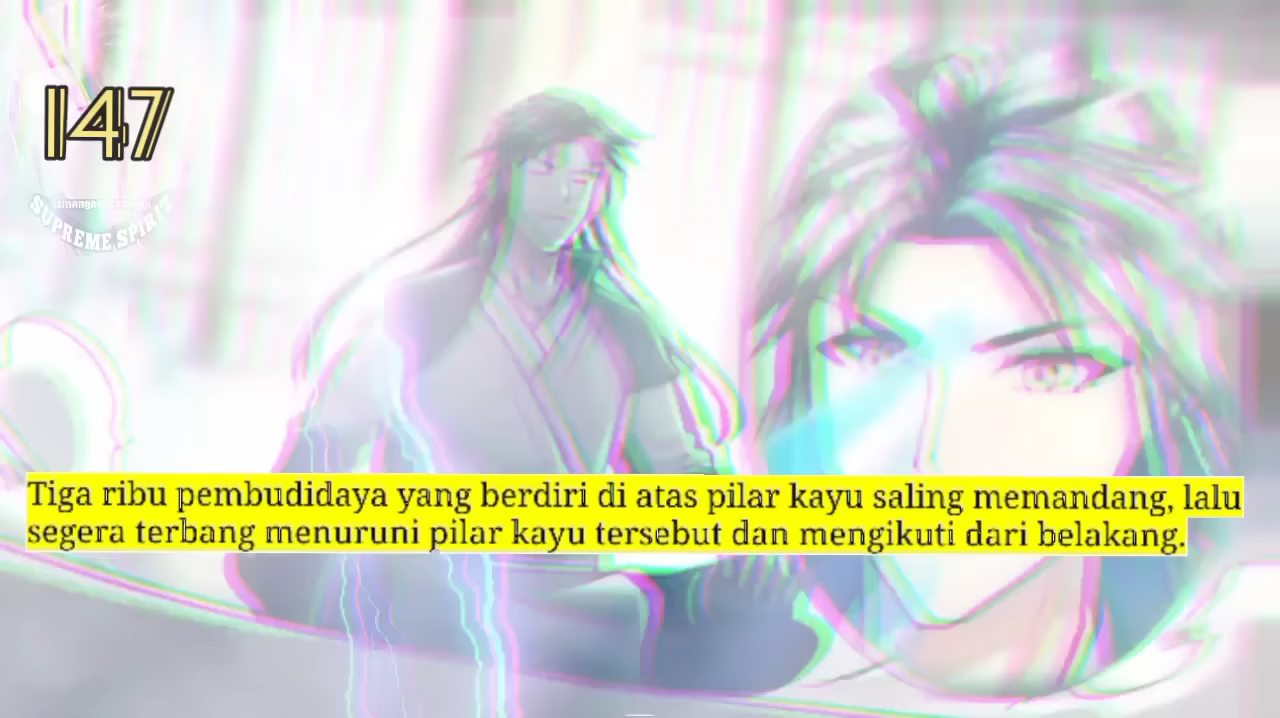 147
SUPREME SPIRIT
Tiga ribu pembudidaya yang berdiri di atas pilar kayu saling memandang, lalu
segera terbang menuruni pilar kayu tersebut dan mengikuti dari belakang.